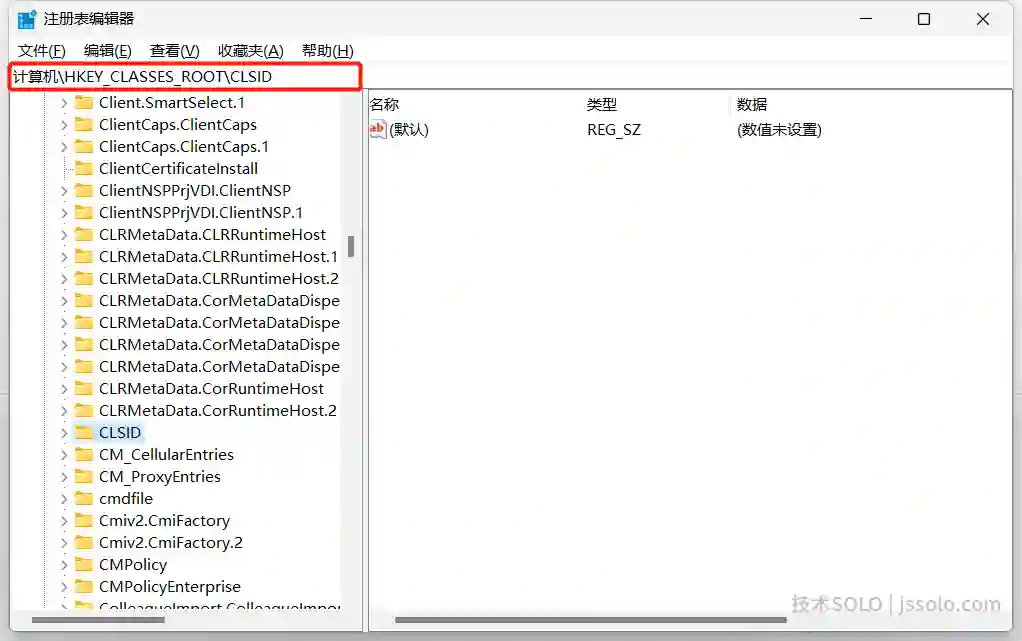 注册表编辑器
文件(F) 编辑(E) 查看(V) 收藏夹(A) 帮助(H)
计算机\HKEY_CLASSES_ROOT\CLSID
Client.SmartSelect.1
ClientCaps.ClientCaps
ClientCaps.ClientCaps.1
ClientCertificateInstall
ClientNSPPrjVDI.ClientNSP
ClientNSPPrjVDI.ClientNSP.1
CLRMetaData.CLRRuntimeHost
CLRMetaData.CLRRuntimeHost.1
CLRMetaData.CLRRuntimeHost.2
CLRMetaData.CorMetaDataDispe
CLRMetaData.CorMetaDataDispe
CLRMetaData.CorMetaDataDispe
CLRMetaData.CorMetaDataDispe
CLRMetaData.CorRuntimeHost
CLRMetaData.CorRuntimeHost.2
CLSID
CM_CellularEntries
CM_ProxyEntries
cmdfile
Cmiv2.CmiFactory
Cmiv2.CmiFactory.2
CMPolicy
CMPolicyEnterprise
ColleagueImport.ColleagueImpor
名称 类型 数据
ab (默认) REG_SZ (数值未设置)
技术SOLO | jssolo.com